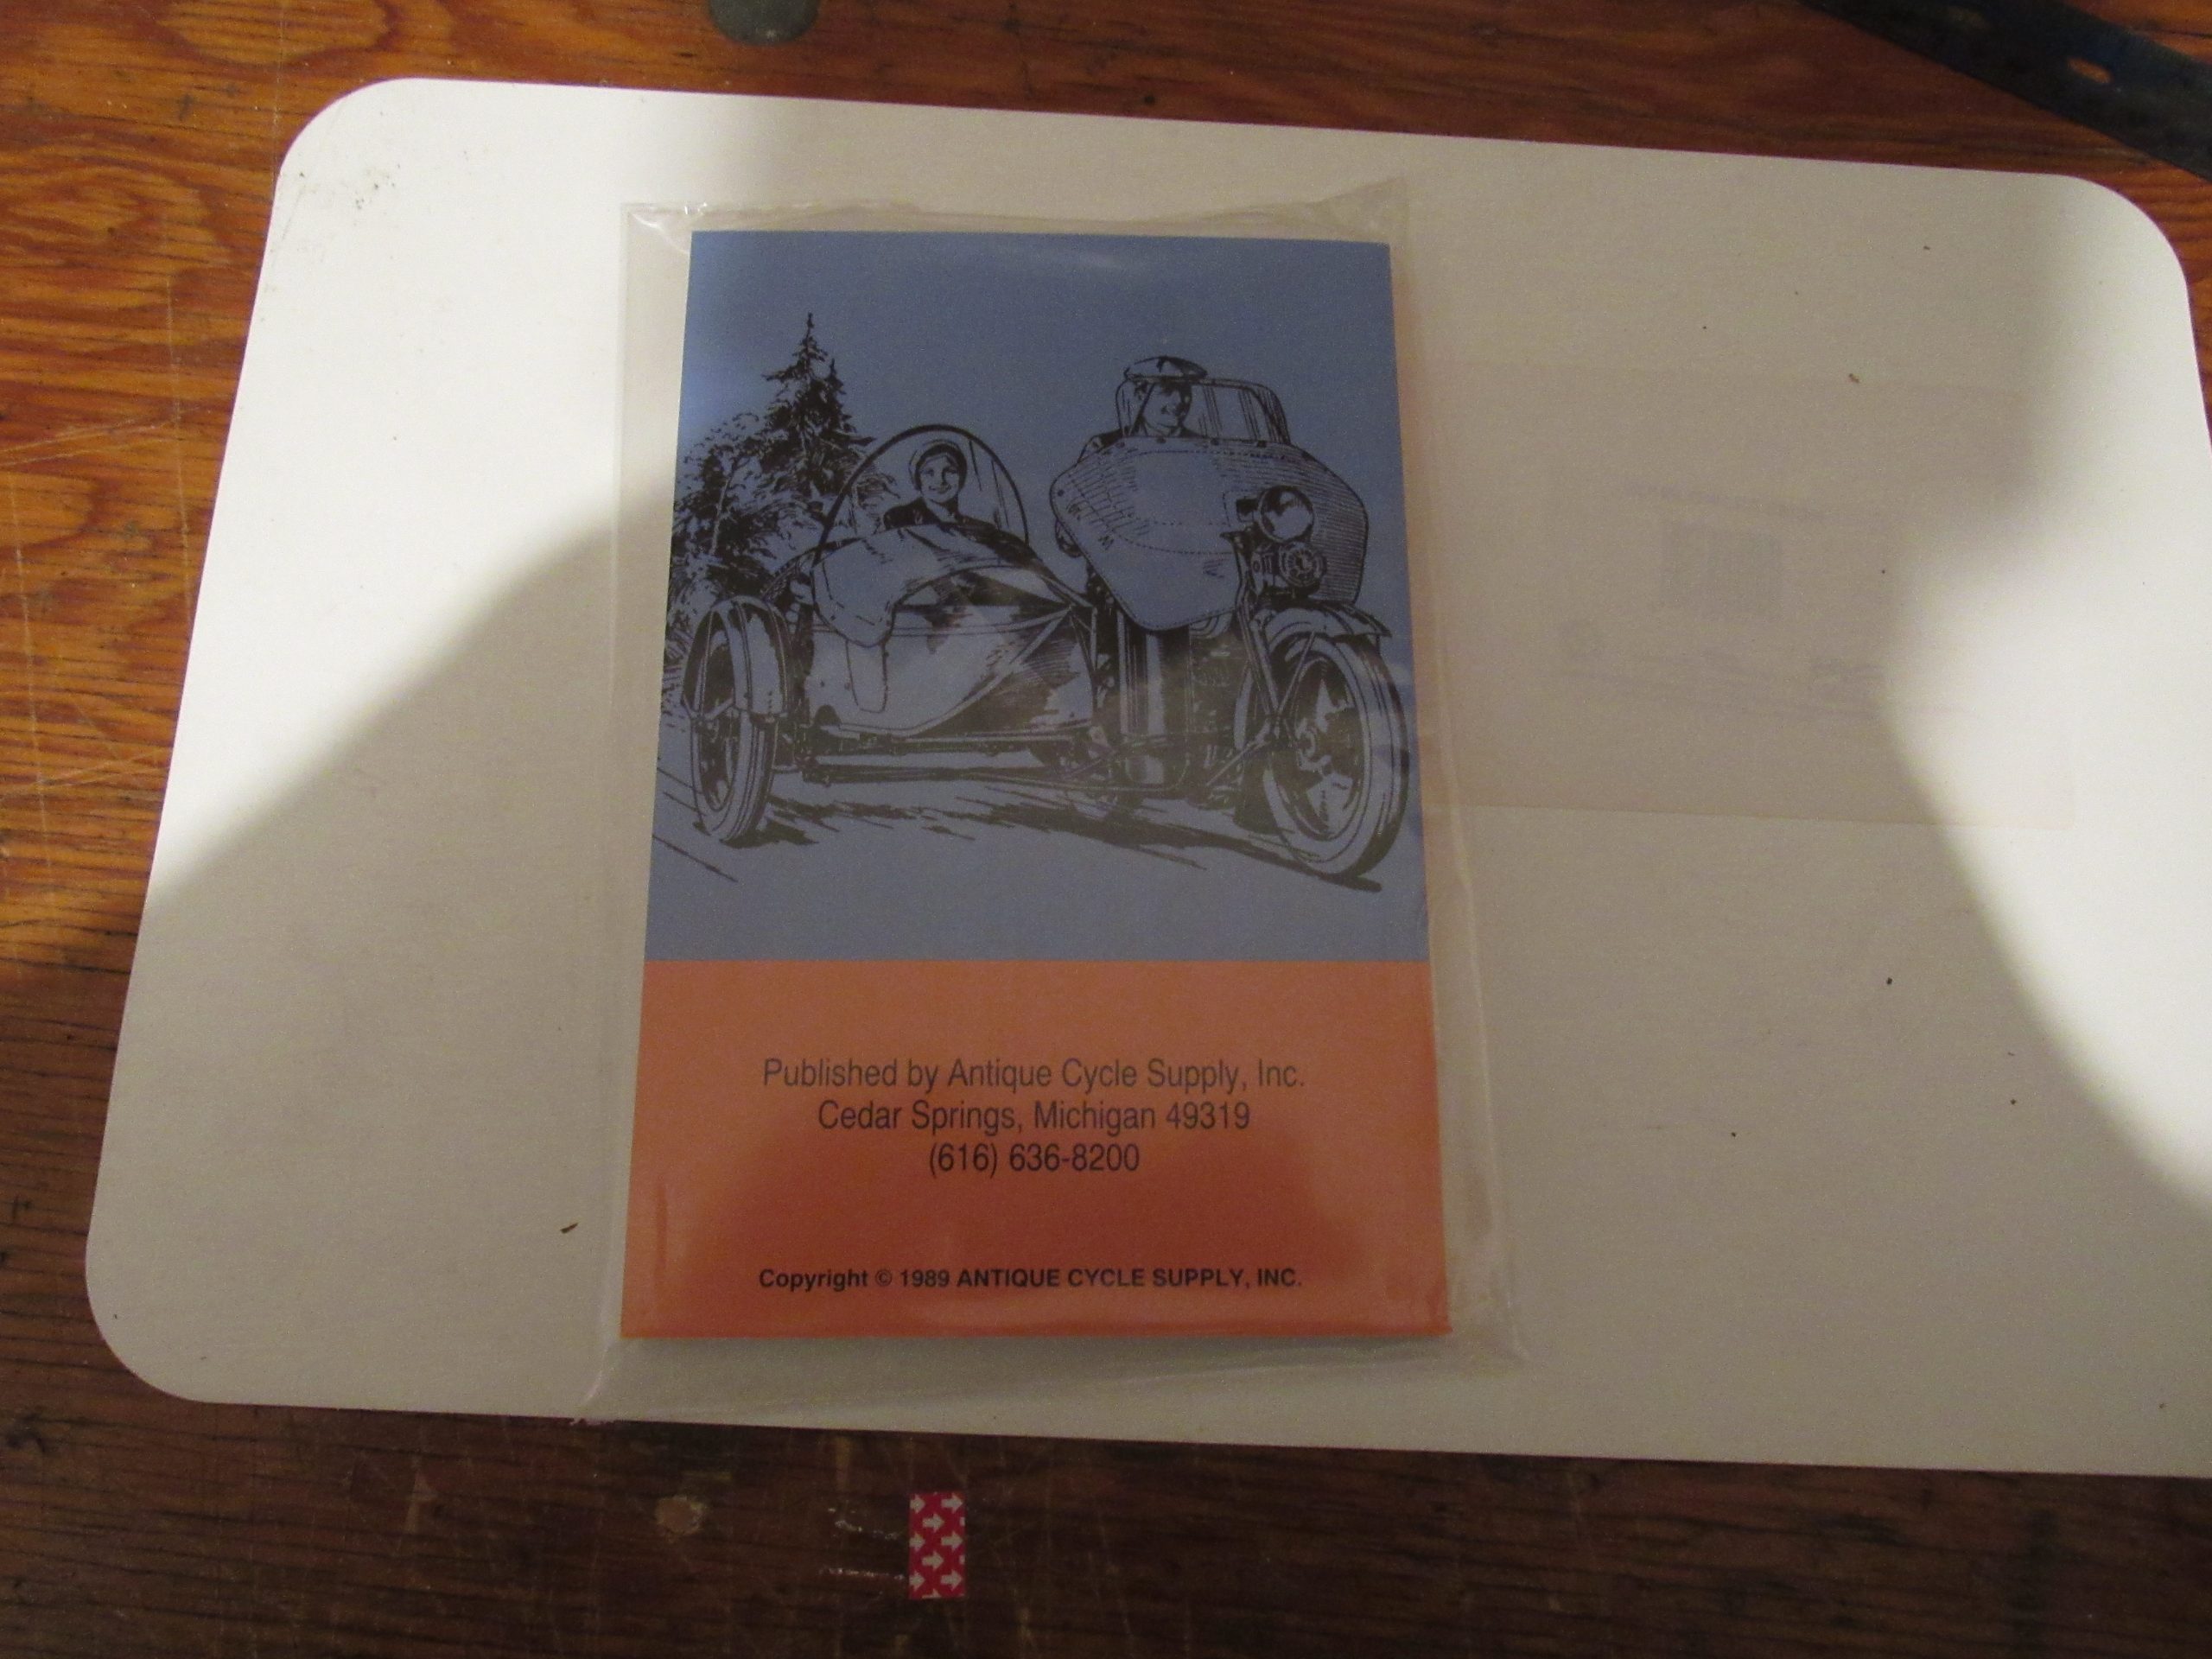 Published by Antique Cycle Supply, Inc.
Cedar Springs, Michigan 49319
(616) 636-8200
Copyright © 1989 ANTIQUE CYCLE SUPPLY, INC.